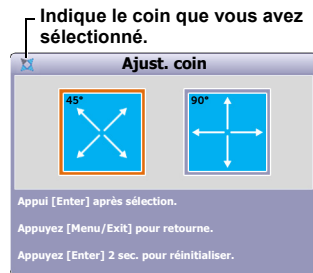 Indique le coin que vous avez
sélectionné.
Ajust. coin
45° 90°
Appui [Enter] après sélection.
Appuyez [Menu/Exit] pour retourne.
Appuyez [Enter] 2 sec. pour réinitialiser.